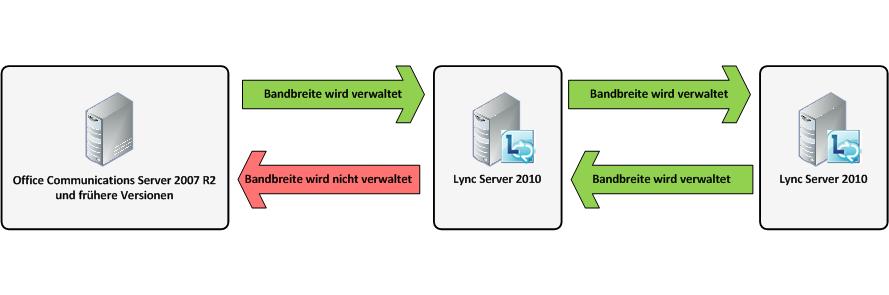 Bandbreite wird verwaltet
Bandbreite wird verwaltet
Office Communications Server 2007 R2
und frühere Versionen
Bandbreite wird nicht verwaltet
Lync Server 2010
Bandbreite wird verwaltet
Lync Server 2010